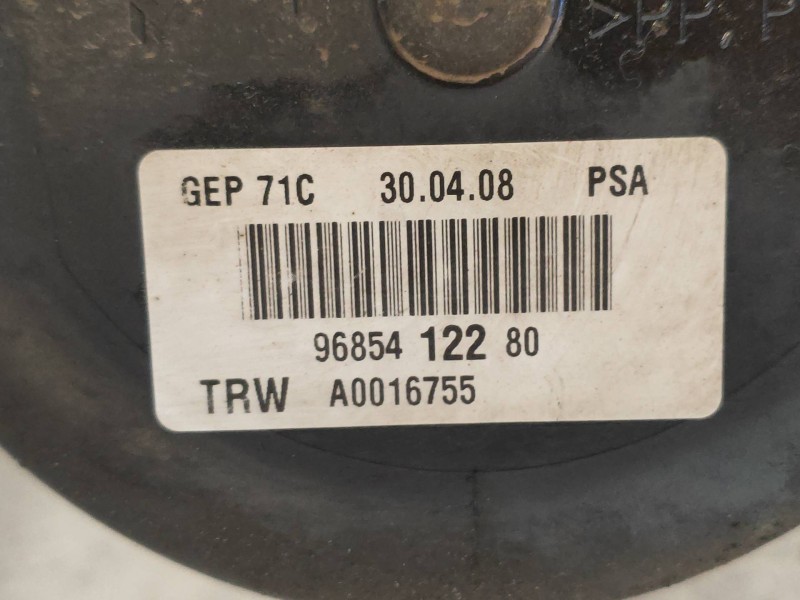 GEP 71C 30.04.08 PSA
96854 122 80
TRW A0016755